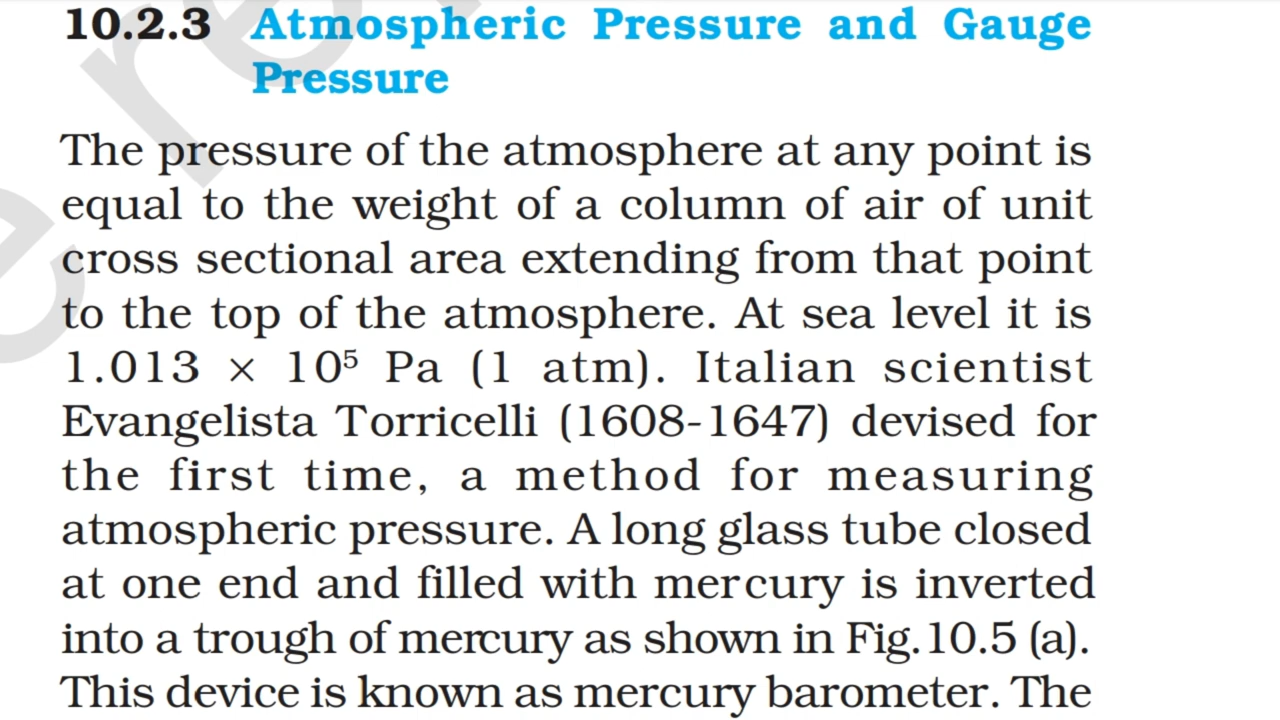 10.2.3 Atmospheric Pressure and Gauge
Pressure
The pressure of the atmosphere at any point is
equal to the weight of a column of air of unit
cross sectional area extending from that point
to the top of the atmosphere. At sea level it is
1.013 × 10⁵ Pa (1 atm). Italian scientist
Evangelista Torricelli (1608-1647) devised for
the first time, a method for measuring
atmospheric pressure. A long glass tube closed
at one end and filled with mercury is inverted
into a trough of mercury as shown in Fig.10.5 (a).
This device is known as mercury barometer. The